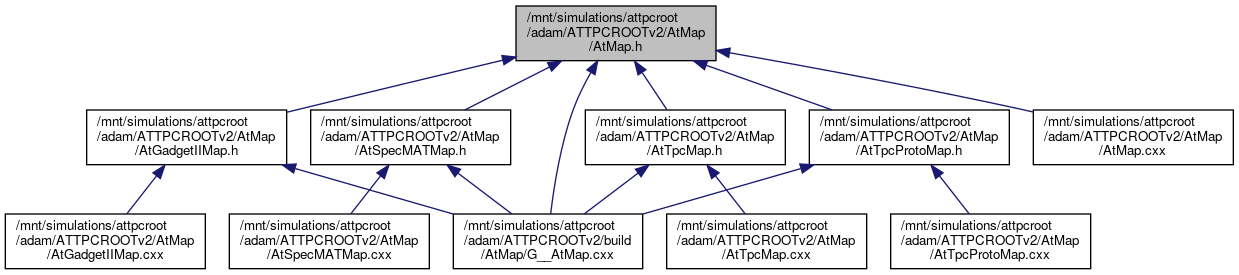 /mnt/simulations/attpcroot
/adam/ATTPCROOTv2/AtMap
/AtMap.h
/mnt/simulations/attpcroot
/adam/ATTPCROOTv2/AtMap
/AtGadgetIIMap.h
/mnt/simulations/attpcroot
/adam/ATTPCROOTv2/AtMap
/AtSpecMATMap.h
/mnt/simulations/attpcroot
/adam/ATTPCROOTv2/AtMap
/AtTpcMap.h
/mnt/simulations/attpcroot
/adam/ATTPCROOTv2/AtMap
/AtTpcProtoMap.h
/mnt/simulations/attpcroot
/adam/ATTPCROOTv2/AtMap
/AtMap.cxx
/mnt/simulations/attpcroot
/adam/ATTPCROOTv2/AtMap
/AtGadgetIIMap.cxx
/mnt/simulations/attpcroot
/adam/ATTPCROOTv2/AtMap
/AtSpecMATMap.cxx
/mnt/simulations/attpcroot
/adam/ATTPCROOTv2/build
/AtMap/G__AtMap.cxx
/mnt/simulations/attpcroot
/adam/ATTPCROOTv2/AtMap
/AtTpcMap.cxx
/mnt/simulations/attpcroot
/adam/ATTPCROOTv2/AtMap
/AtTpcProtoMap.cxx